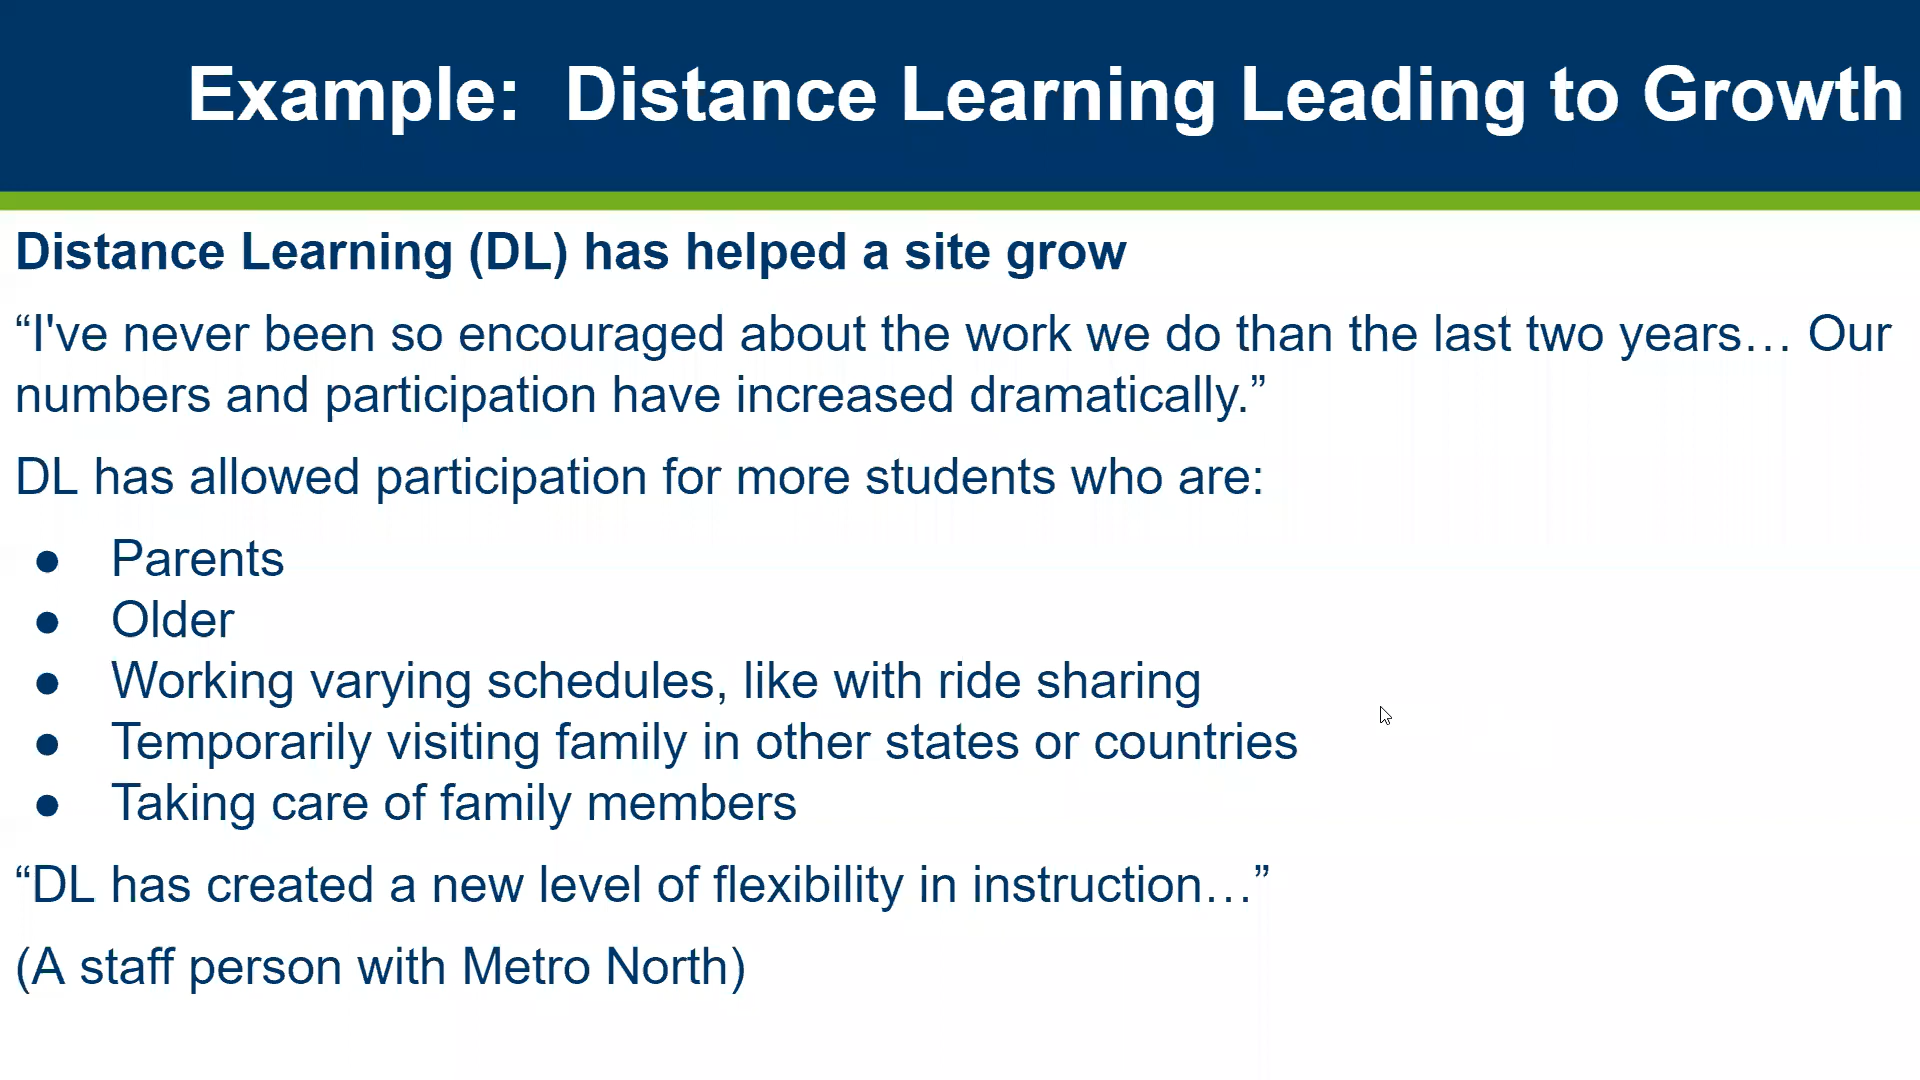 Example:  Distance Learning Leading to Growth
Distance Learning (DL) has helped a site grow
“I've never been so encouraged about the work we do than the last two years… Our
numbers and participation have increased dramatically.”
DL has allowed participation for more students who are:
● Parents
● Older
● Working varying schedules, like with ride sharing
● Temporarily visiting family in other states or countries
● Taking care of family members
“DL has created a new level of flexibility in instruction…”
(A staff person with Metro North)